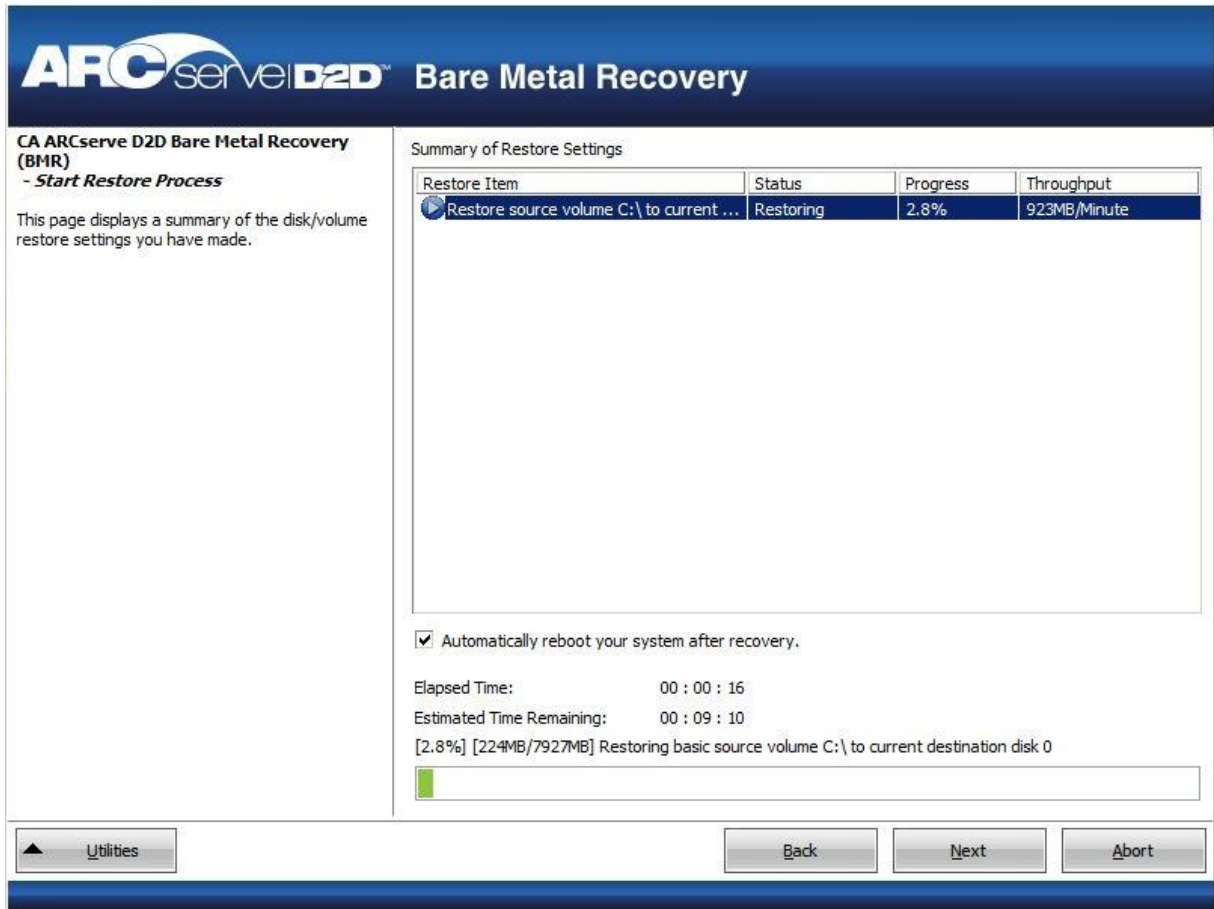 ARCserve D2D™ Bare Metal Recovery
CA ARCserve D2D Bare Metal Recovery
(BMR)
- Start Restore Process
This page displays a summary of the disk/volume
restore settings you have made.
Summary of Restore Settings
Restore Item Status Progress Throughput
Restore source volume C:\ to current ... Restoring 2.8% 923MB/Minute
Automatically reboot your system after recovery.
Elapsed Time: 00 : 00 : 16
Estimated Time Remaining: 00 : 09 : 10
[2.8%] [224MB/7927MB] Restoring basic source volume C:\ to current destination disk 0
Utilities Back Next Abort